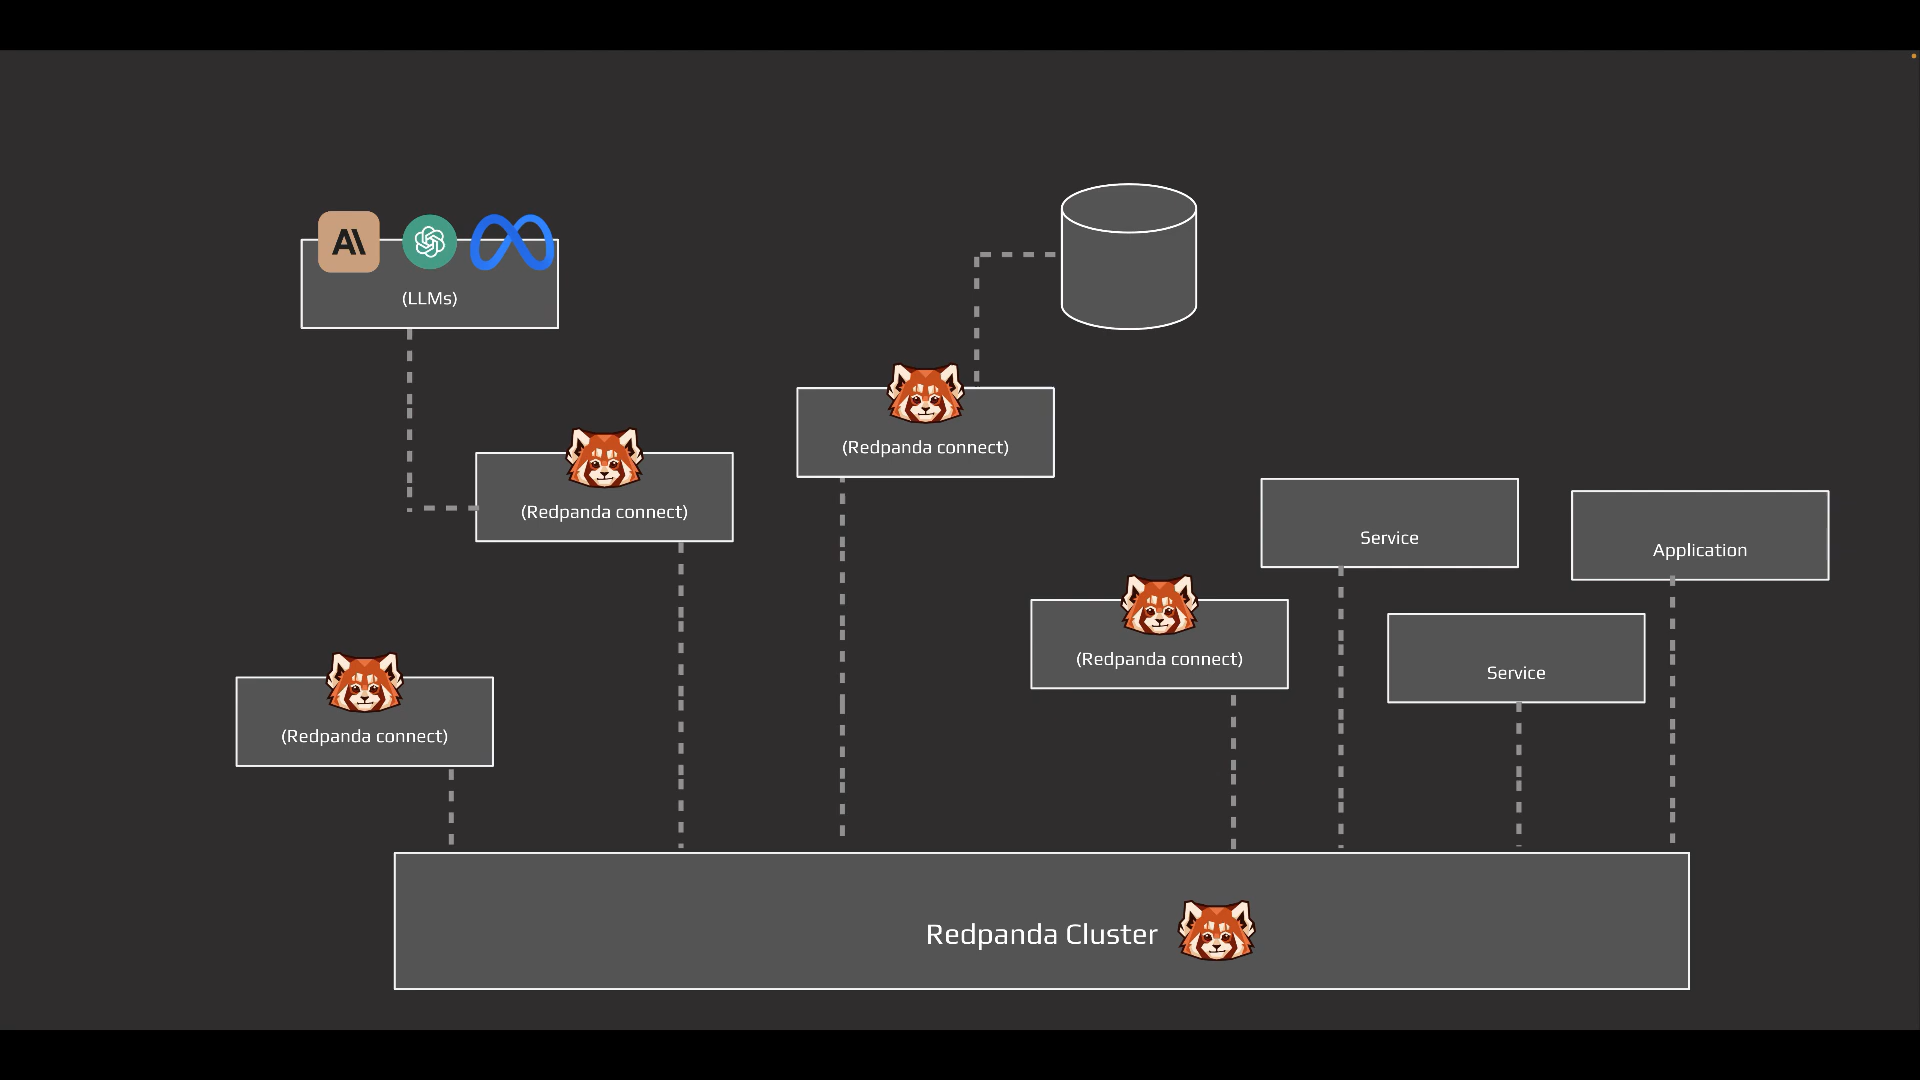 A\
(LLMs)
(Redpanda connect)
(Redpanda connect)
Service
Application
(Redpanda connect)
Service
(Redpanda connect)
Redpanda Cluster